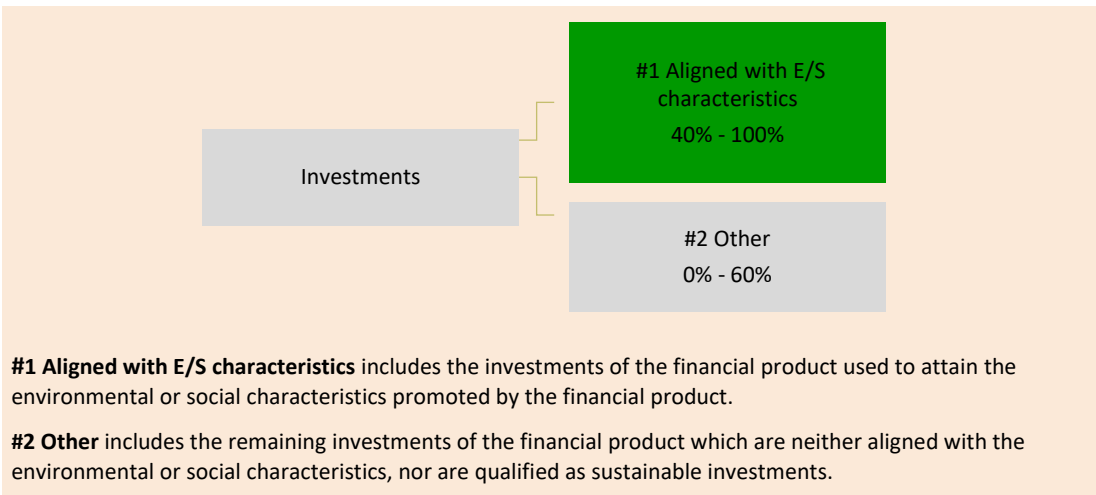 #1 Aligned with E/S
characteristics
40% - 100%
Investments
#2 Other
0% - 60%
#1 Aligned with E/S characteristics includes the investments of the financial product used to attain the
environmental or social characteristics promoted by the financial product.
#2 Other includes the remaining investments of the financial product which are neither aligned with the
environmental or social characteristics, nor are qualified as sustainable investments.